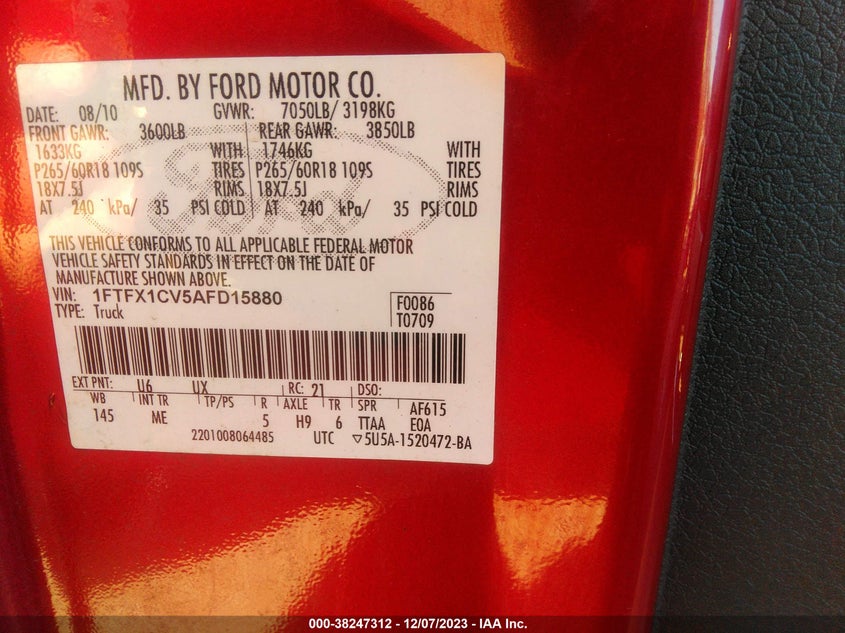 MFD. BY FORD MOTOR CO.
DATE: 08/10 GVWR: 7050LB/ 3198KG
FRONT GAWR: 3600LB REAR GAWR: 3850LB
1633KG WITH 1746KG WITH
P265/60R18 109S TIRES P265/60R18 109S TIRES
18X7.5J RIMS 18X7.5J RIMS
AT 240 kPa/ 35 PSI COLD AT 240 kPa/ 35 PSI COLD
THIS VEHICLE CONFORMS TO ALL APPLICABLE FEDERAL MOTOR
VEHICLE SAFETY STANDARDS IN EFFECT ON THE DATE OF
MANUFACTURE SHOWN ABOVE.
VIN: 1FTFX1CV5AFD15880 F0086
TYPE: Truck T0709
EXT PNT: U6 UX RC: 21 DSO:
WB INT TR TP/PS R AXLE TR SPR AF615
145 ME 5 H9 6 TTAA EOA
2201008064485 UTC ▽5U5A-1520472-BA
Ford
000-38247312 - 12/07/2023 - IAA Inc.